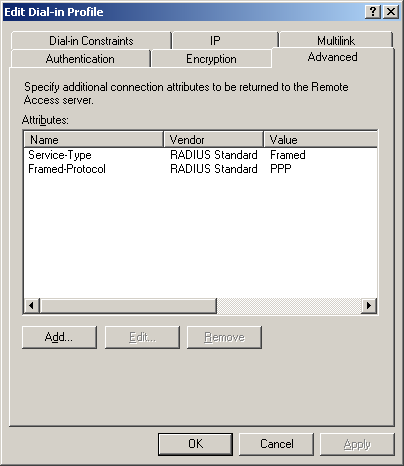 Edit Dial-in Profile
Dial-in Constraints IP Multilink
Authentication Encryption Advanced
Specify additional connection attributes to be returned to the Remote
Access server.
Attributes:
Name Vendor Value
Service-Type RADIUS Standard Framed
Framed-Protocol RADIUS Standard PPP
Add... Edit... Remove
OK Cancel Apply